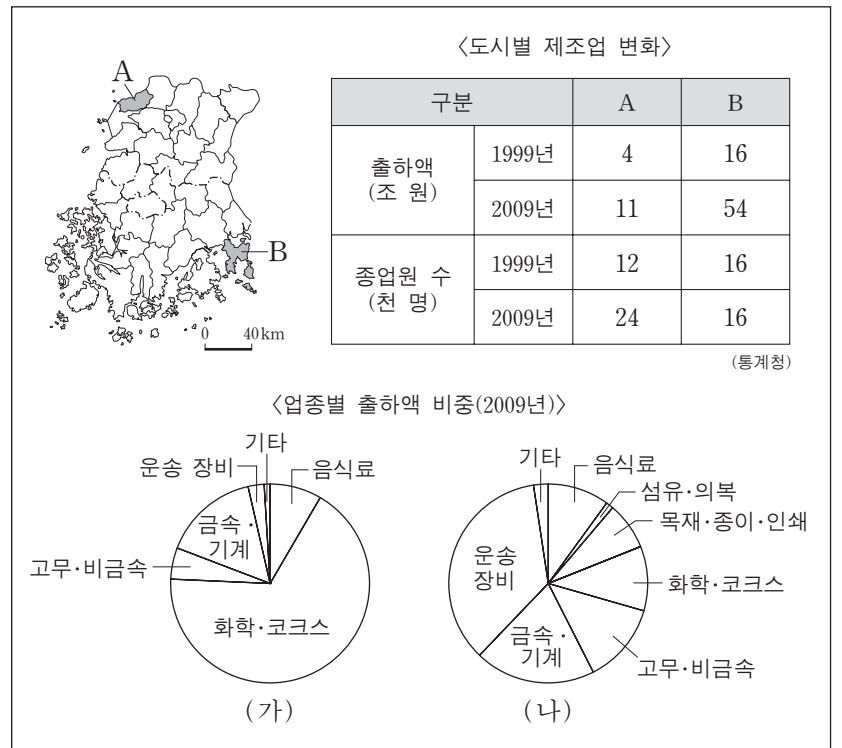 〈도시별 제조업 변화〉
A
B
0 40 km
구분 A B
출하액 (조 원) 1999년 4 16
2009년 11 54
종업원 수 (천 명) 1999년 12 16
2009년 24 16
(통계청)
〈업종별 출하액 비중(2009년)〉
기타
운송 장비
음식료
금속·기계
고무·비금속
화학·코크스
(가)
기타
음식료
섬유·의복
목재·종이·인쇄
운송 장비
화학·코크스
금속·기계
고무·비금속
(나)